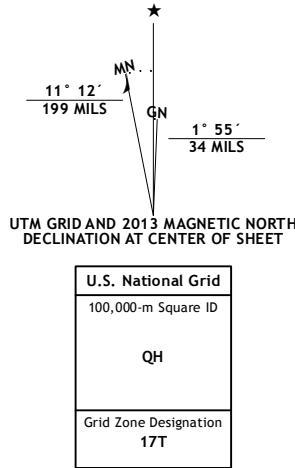 ★
MN
11° 12´
199 MILS
GN
1° 55´
34 MILS
UTM GRID AND 2013 MAGNETIC NORTH
DECLINATION AT CENTER OF SHEET
U.S. National Grid
100,000-m Square ID
QH
Grid Zone Designation
17T